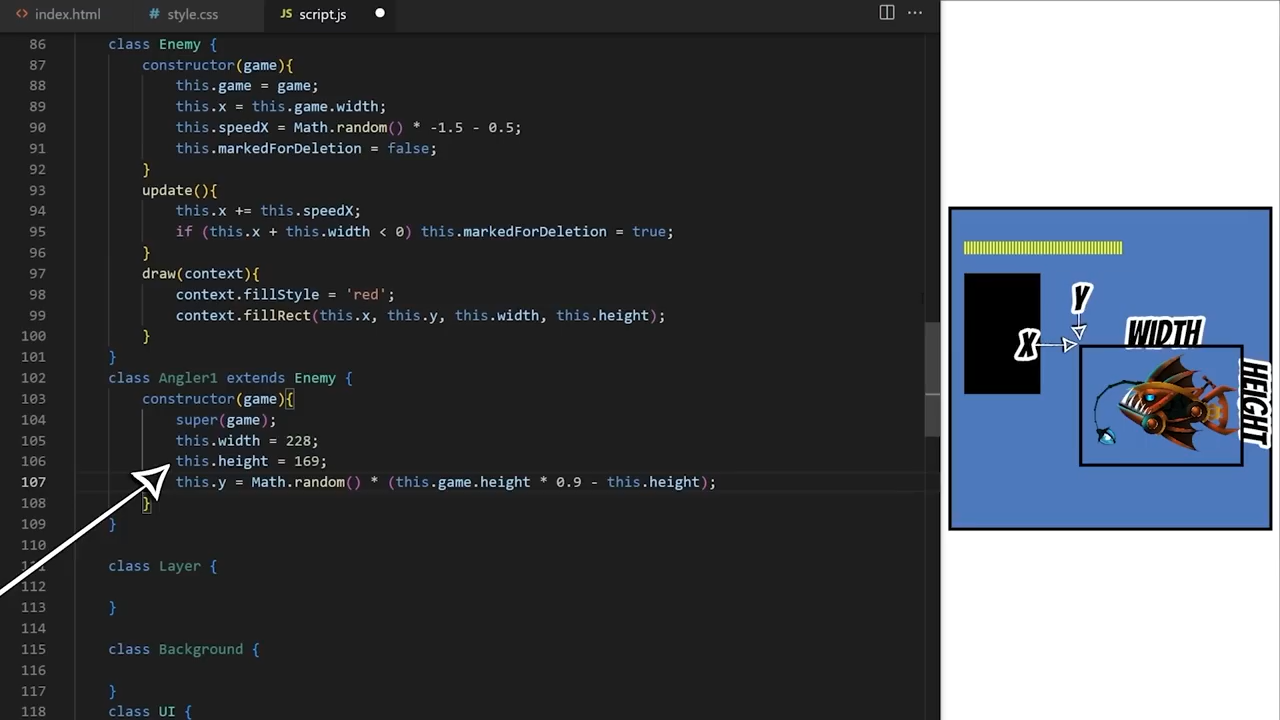 <> index.html # style.css JS script.js ● ···
86 class Enemy {
87 constructor(game){
88 this.game = game;
89 this.x = this.game.width;
90 this.speedX = Math.random() * -1.5 - 0.5;
91 this.markedForDeletion = false;
92 }
93 update(){
94 this.x += this.speedX;
95 if (this.x + this.width < 0) this.markedForDeletion = true;
96 }
97 draw(context){
98 context.fillStyle = 'red';
99 context.fillRect(this.x, this.y, this.width, this.height);
100 }
101 }
102 class Angler1 extends Enemy {
103 constructor(game){
104 super(game);
105 this.width = 228;
106 this.height = 169;
107 this.y = Math.random() * (this.game.height * 0.9 - this.height);
108 }
109 }
110
111 class Layer {
112
113 }
114
115 class Background {
116
117 }
118 class UI {
Y
X
WIDTH
HEIGHT